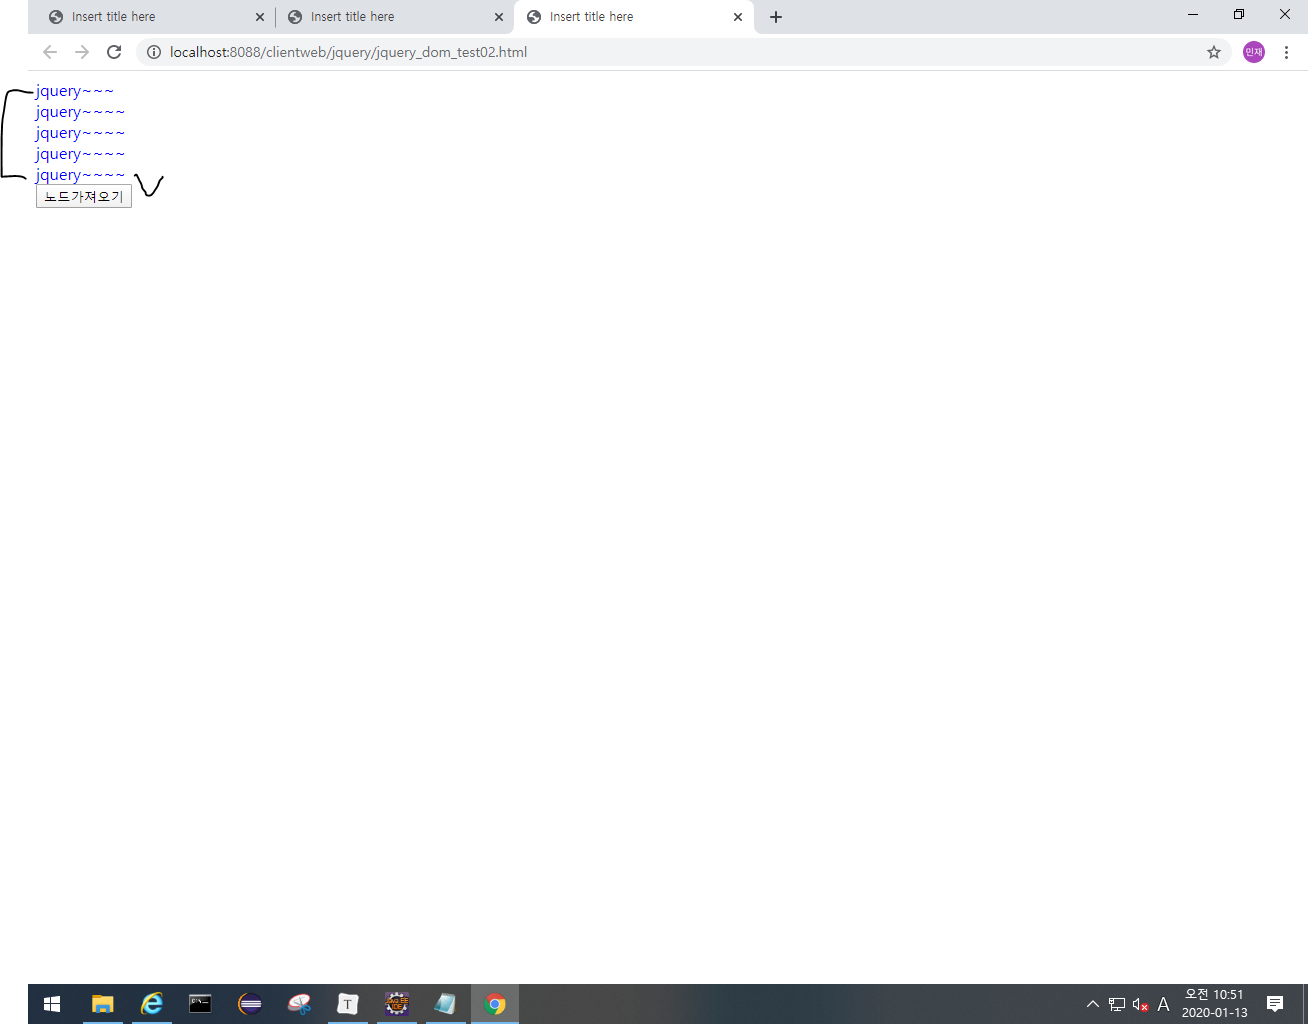 Insert title here
Insert title here
Insert title here
localhost:8088/clientweb/jquery/jquery_dom_test02.html
민재
jquery~~~
jquery~~~~
jquery~~~~
jquery~~~~
jquery~~~~
노드가져오기
T
A
오전 10:51
2020-01-13